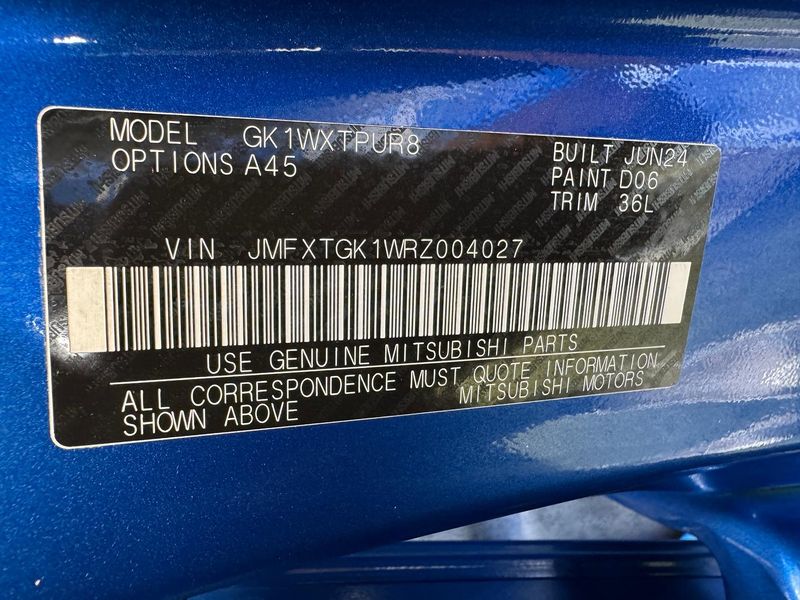 MODEL GK1WXTPUR8
OPTIONS A45
BUILT JUN24
PAINT D06
TRIM 36L
VIN JMFXTGK1WRZ004027
USE GENUINE MITSUBISHI PARTS
ALL CORRESPONDENCE MUST QUOTE INFORMATION
SHOWN ABOVE
MITSUBISHI MOTORS